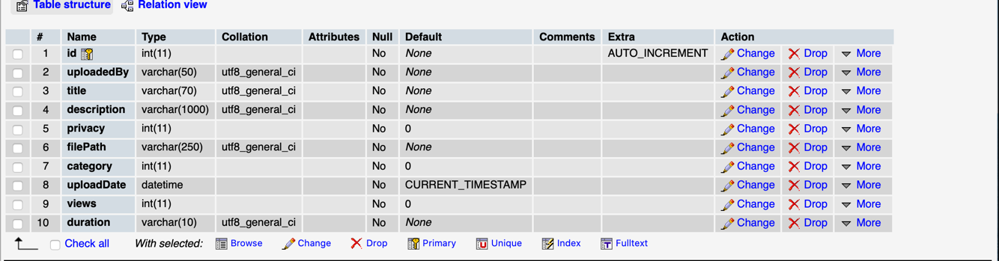 Table structure Relation view
# Name Type Collation Attributes Null Default Comments Extra Action
1 id int(11) No None AUTO_INCREMENT Change Drop More
2 uploadedBy varchar(50) utf8_general_ci No None Change Drop More
3 title varchar(70) utf8_general_ci No None Change Drop More
4 description varchar(1000) utf8_general_ci No None Change Drop More
5 privacy int(11) No 0 Change Drop More
6 filePath varchar(250) utf8_general_ci No None Change Drop More
7 category int(11) No 0 Change Drop More
8 uploadDate datetime No CURRENT_TIMESTAMP Change Drop More
9 views int(11) No 0 Change Drop More
10 duration varchar(10) utf8_general_ci No None Change Drop More
Check all With selected: Browse Change Drop Primary Unique Index Fulltext